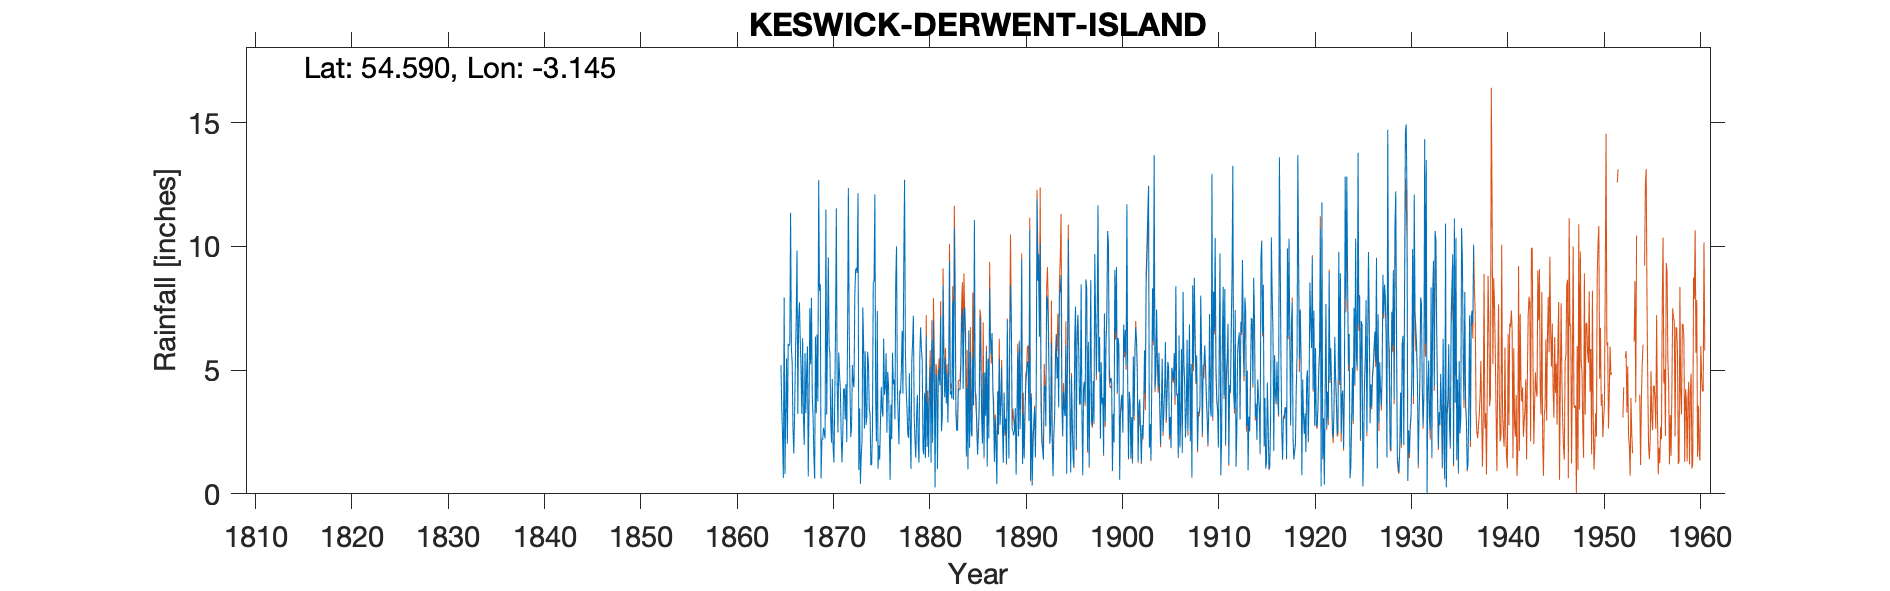 KESWICK-DERWENT-ISLAND
Lat: 54.590, Lon: -3.145
15
10
5
0
Rainfall [inches]
1810 1820 1830 1840 1850 1860 1870 1880 1890 1900 1910 1920 1930 1940 1950 1960
Year